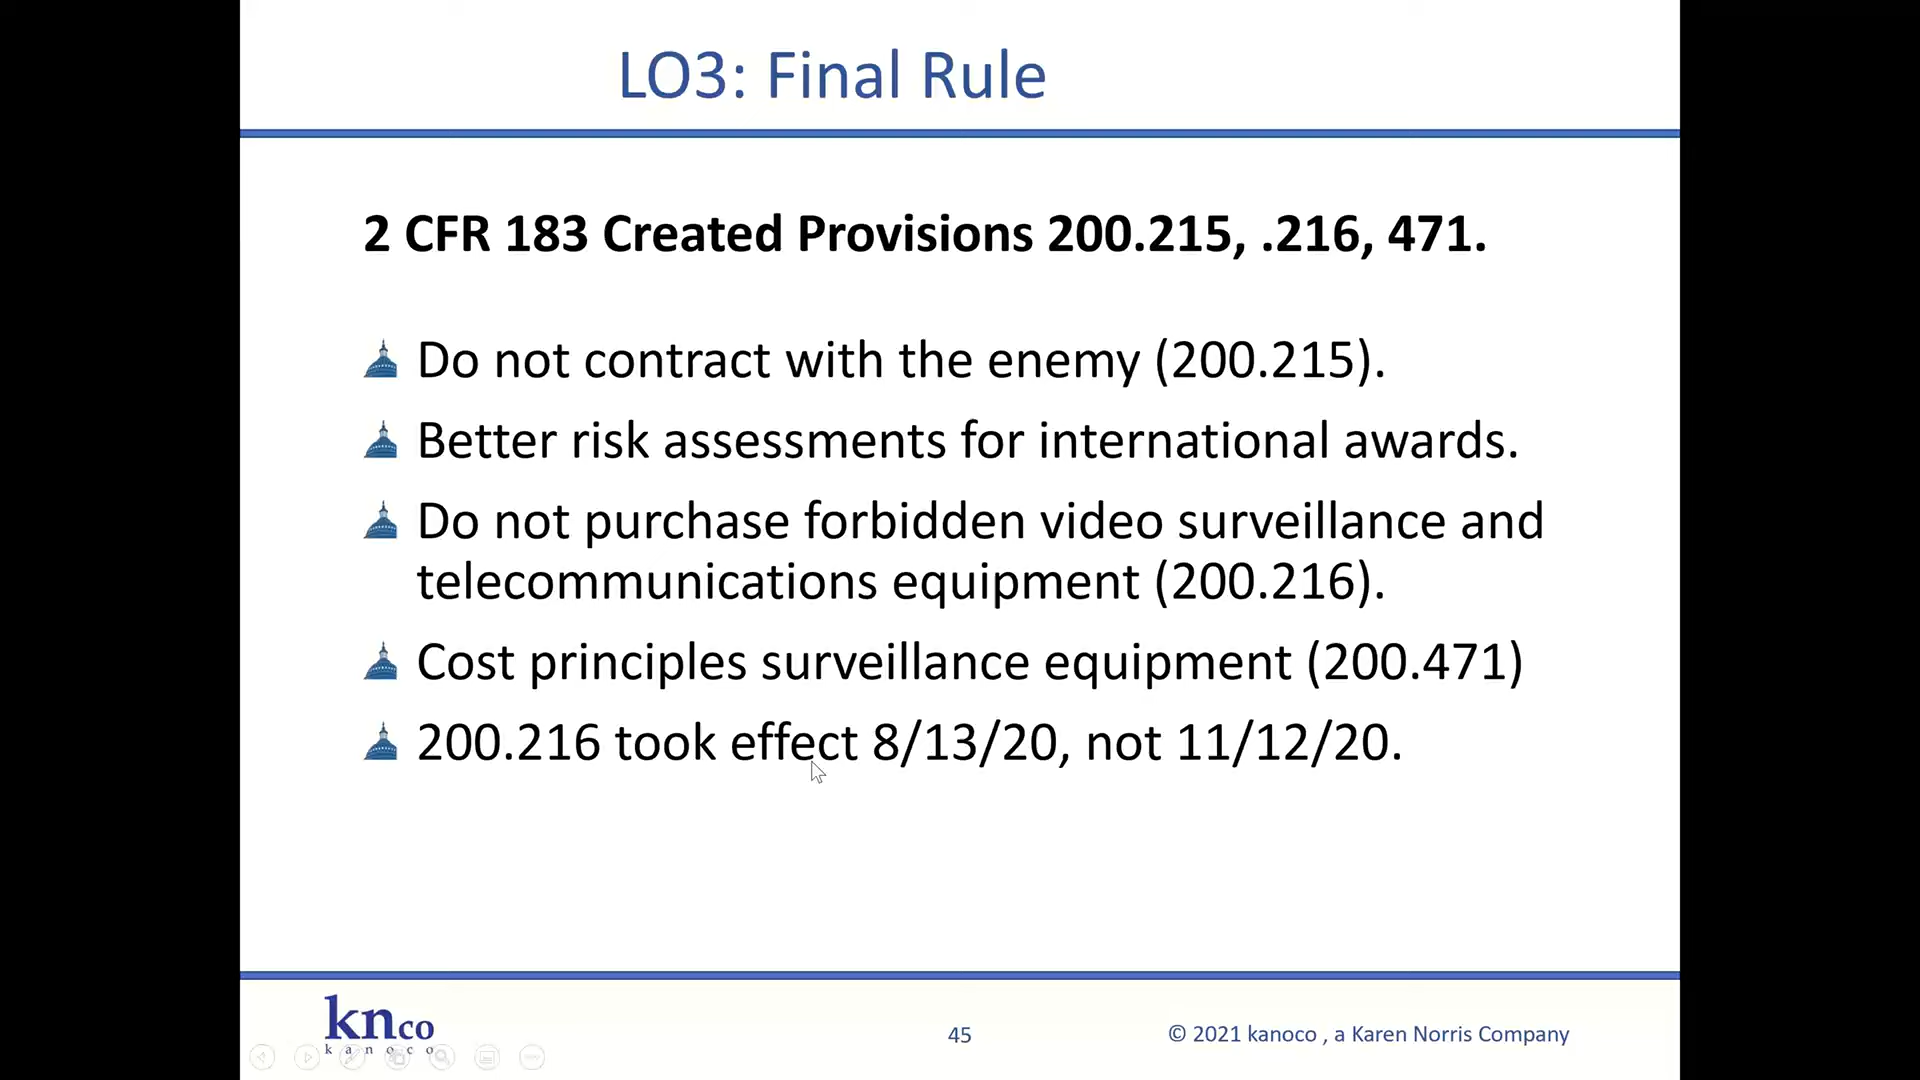 LO3: Final Rule
2 CFR 183 Created Provisions 200.215, .216, 471.
Do not contract with the enemy (200.215).
Better risk assessments for international awards.
Do not purchase forbidden video surveillance and
telecommunications equipment (200.216).
Cost principles surveillance equipment (200.471)
200.216 took effect 8/13/20, not 11/12/20.
knco
kanoco
45
© 2021 kanoco , a Karen Norris Company